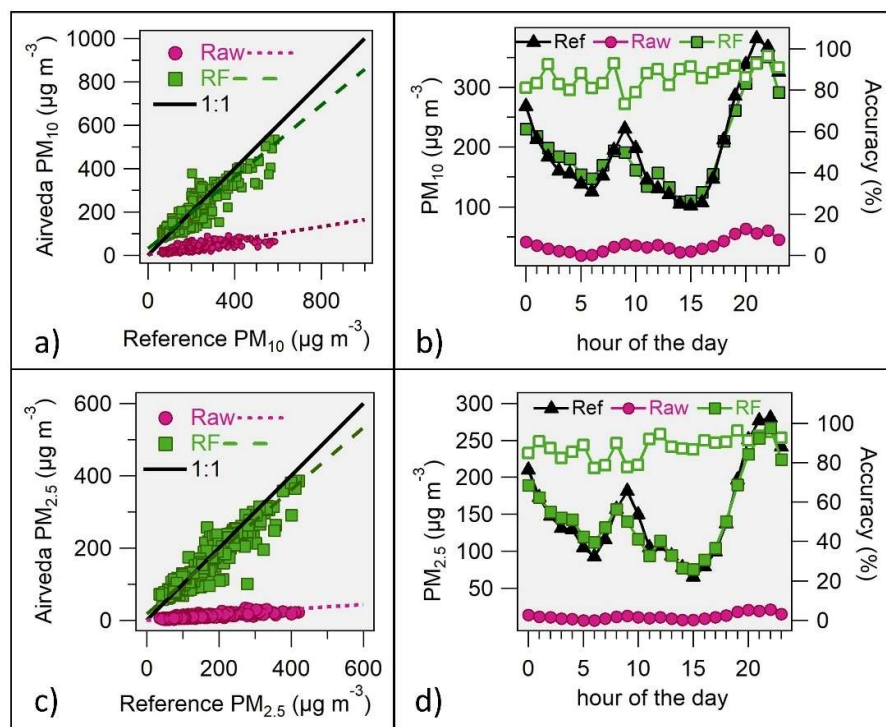 Airveda PM10 (µg m-3)
1000
800
600
400
200
0
Raw
RF
1:1
0 400 800
Reference PM10 (µg m-3)
a)
PM10 (µg m-3)
300
200
100
Ref Raw RF
100
80
60
40
20
0
Accuracy (%)
0 5 10 15 20
hour of the day
b)
Airveda PM2.5 (µg m-3)
600
400
200
0
Raw
RF
1:1
0 200 400 600
Reference PM2.5 (µg m-3)
c)
PM2.5 (µg m-3)
300
250
200
150
100
50
Ref Raw RF
100
80
60
40
20
0
Accuracy (%)
0 5 10 15 20
hour of the day
d)